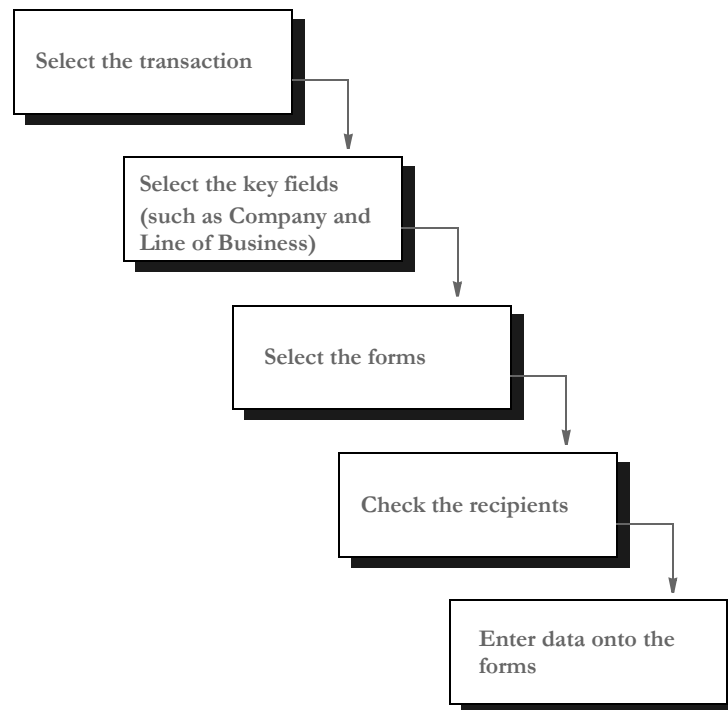 Select the transaction
Select the key fields
(such as Company and
Line of Business)
Select the forms
Check the recipients
Enter data onto the
forms